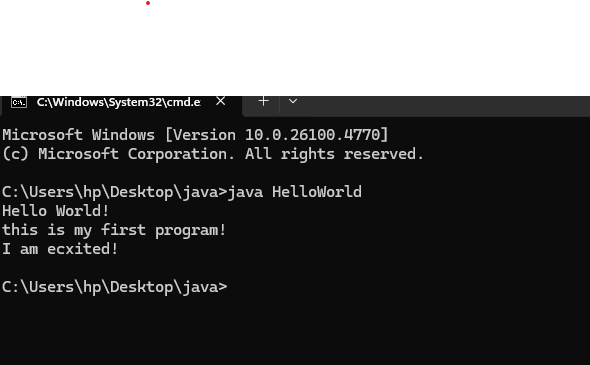 C:\Windows\System32\cmd.e
Microsoft Windows [Version 10.0.26100.4770]
(c) Microsoft Corporation. All rights reserved.
C:\Users\hp\Desktop\java>java HelloWorld
Hello World!
this is my first program!
I am ecxited!
C:\Users\hp\Desktop\java>